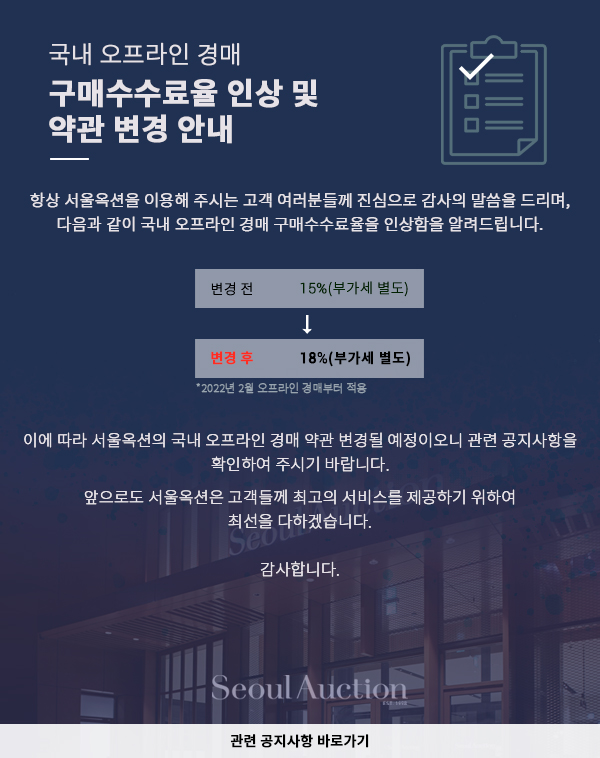 국내 오프라인 경매
구매수수료율 인상 및
약관 변경 안내
항상 서울옥션을 이용해 주시는 고객 여러분들께 진심으로 감사의 말씀을 드리며,
다음과 같이 국내 오프라인 경매 구매수수료율을 인상함을 알려드립니다.
변경 전 15%(부가세 별도)
↓
변경 후 18%(부가세 별도)
*2022년 2월 오프라인 경매부터 적용
이에 따라 서울옥션의 국내 오프라인 경매 약관 변경될 예정이오니 관련 공지사항을
확인하여 주시기 바랍니다.
앞으로도 서울옥션은 고객들께 최고의 서비스를 제공하기 위하여
최선을 다하겠습니다.
Seoul Auction
감사합니다.
Seoul Auction
관련 공지사항 바로가기